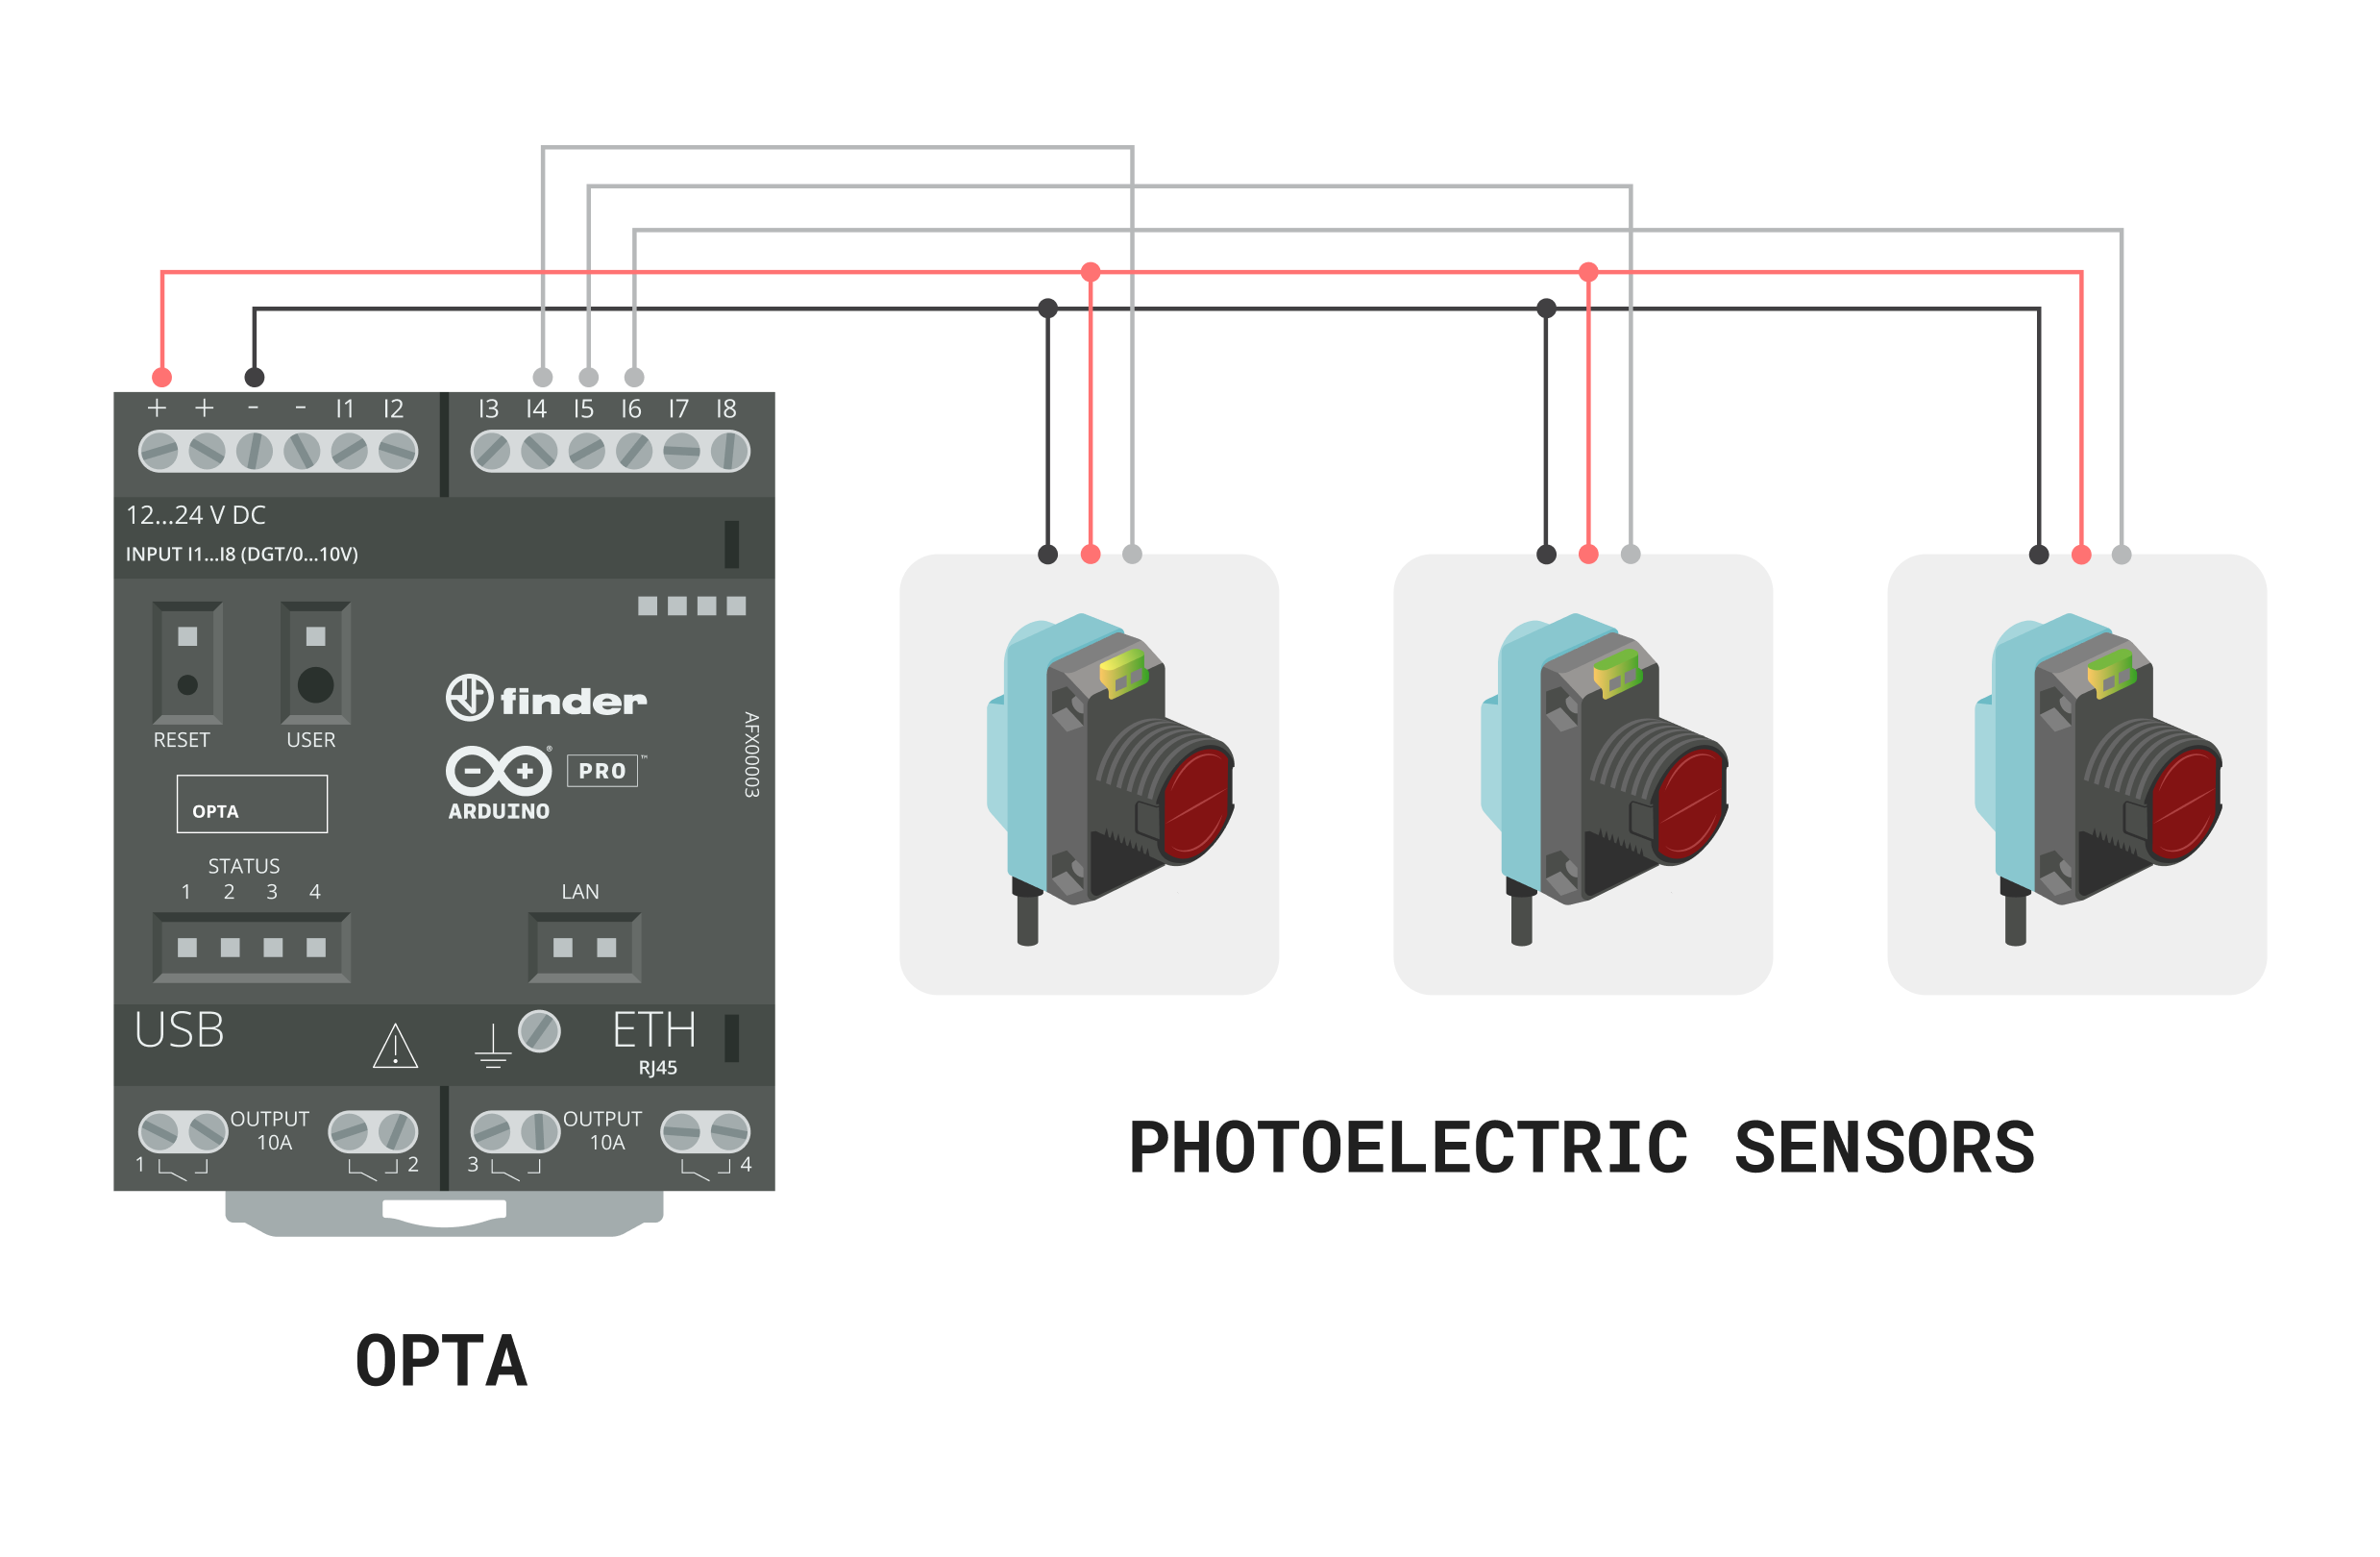 + + - - I1 I2 I3 I4 I5 I6 I7 I8
12...24 V DC
INPUT I1...I8 (DGT/0...10V)
finder
RESET
USER
®
PRO
™
ARDUINO
AFX00003
OPTA
STATUS
1 2 3 4
LAN
USB
ETH
RJ45
OUTPUT
10A
1
2
OUTPUT
10A
3
4
PHOTOELECTRIC SENSORS
OPTA